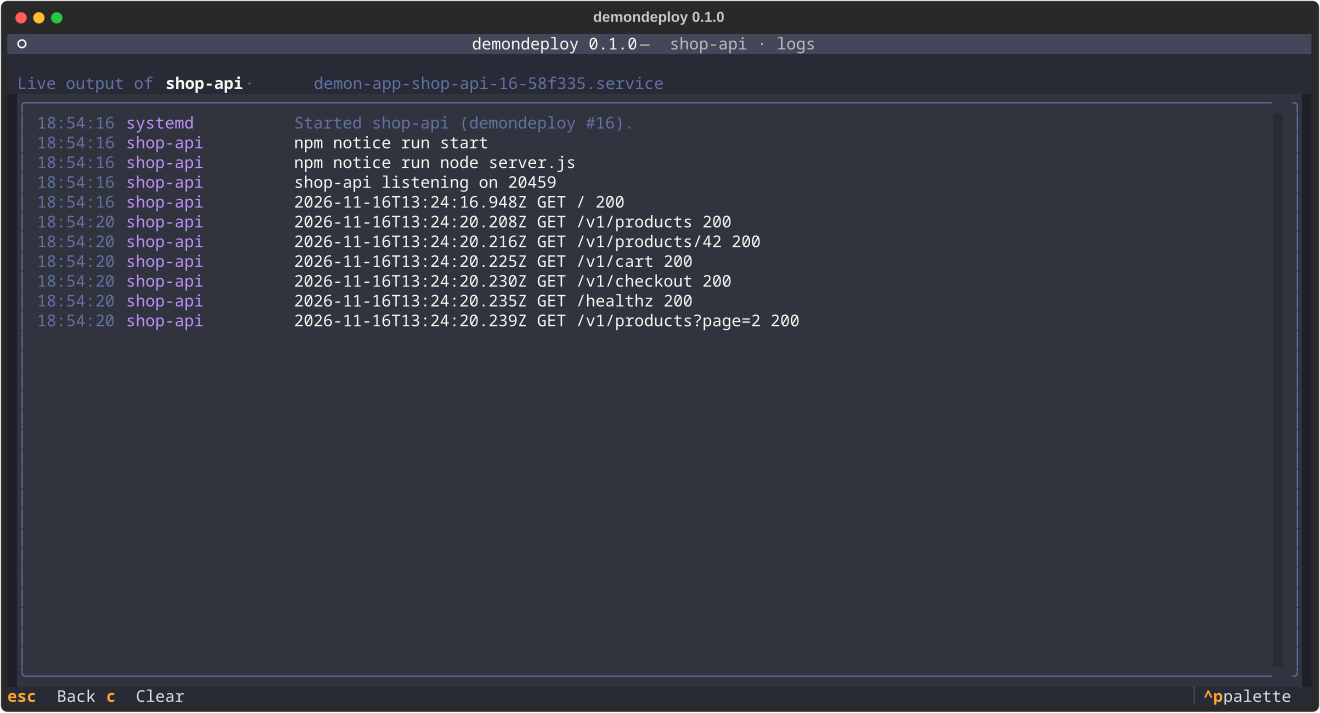 demondeploy 0.1.0
demondeploy 0.1.0— shop-api · logs
Live output of shop-api· demon-app-shop-api-16-58f335.service
18:54:16 systemd Started shop-api (demondeploy #16).
18:54:16 shop-api npm notice run start
18:54:16 shop-api npm notice run node server.js
18:54:16 shop-api shop-api listening on 20459
18:54:16 shop-api 2026-11-16T13:24:16.948Z GET / 200
18:54:20 shop-api 2026-11-16T13:24:20.208Z GET /v1/products 200
18:54:20 shop-api 2026-11-16T13:24:20.216Z GET /v1/products/42 200
18:54:20 shop-api 2026-11-16T13:24:20.225Z GET /v1/cart 200
18:54:20 shop-api 2026-11-16T13:24:20.230Z GET /v1/checkout 200
18:54:20 shop-api 2026-11-16T13:24:20.235Z GET /healthz 200
18:54:20 shop-api 2026-11-16T13:24:20.239Z GET /v1/products?page=2 200
esc Back c Clear ^ppalette